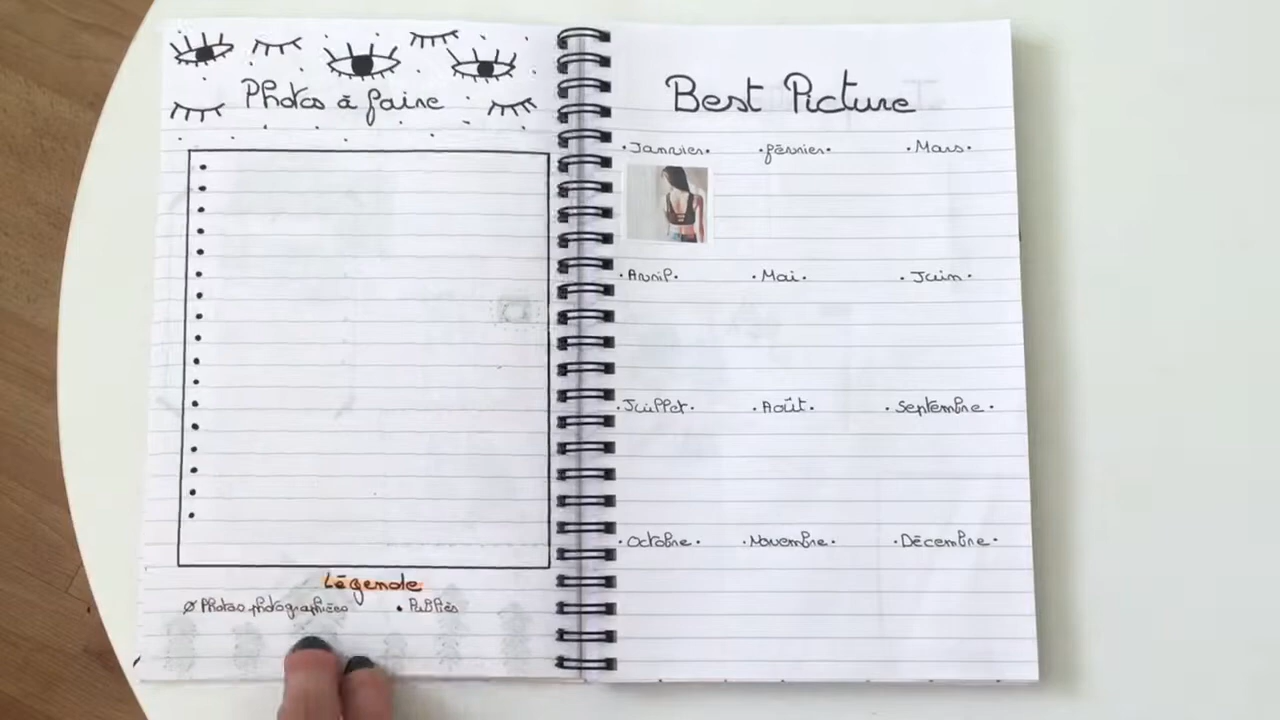 Photos à faire
Légende
Photos photographiées • Publiés
Best Picture
• Janvier. • février • • Mars •
• Avril • • Mai • • Juin •
• Juillet • • Août • • Septembre •
• Octobre • • Novembre • • Décembre •